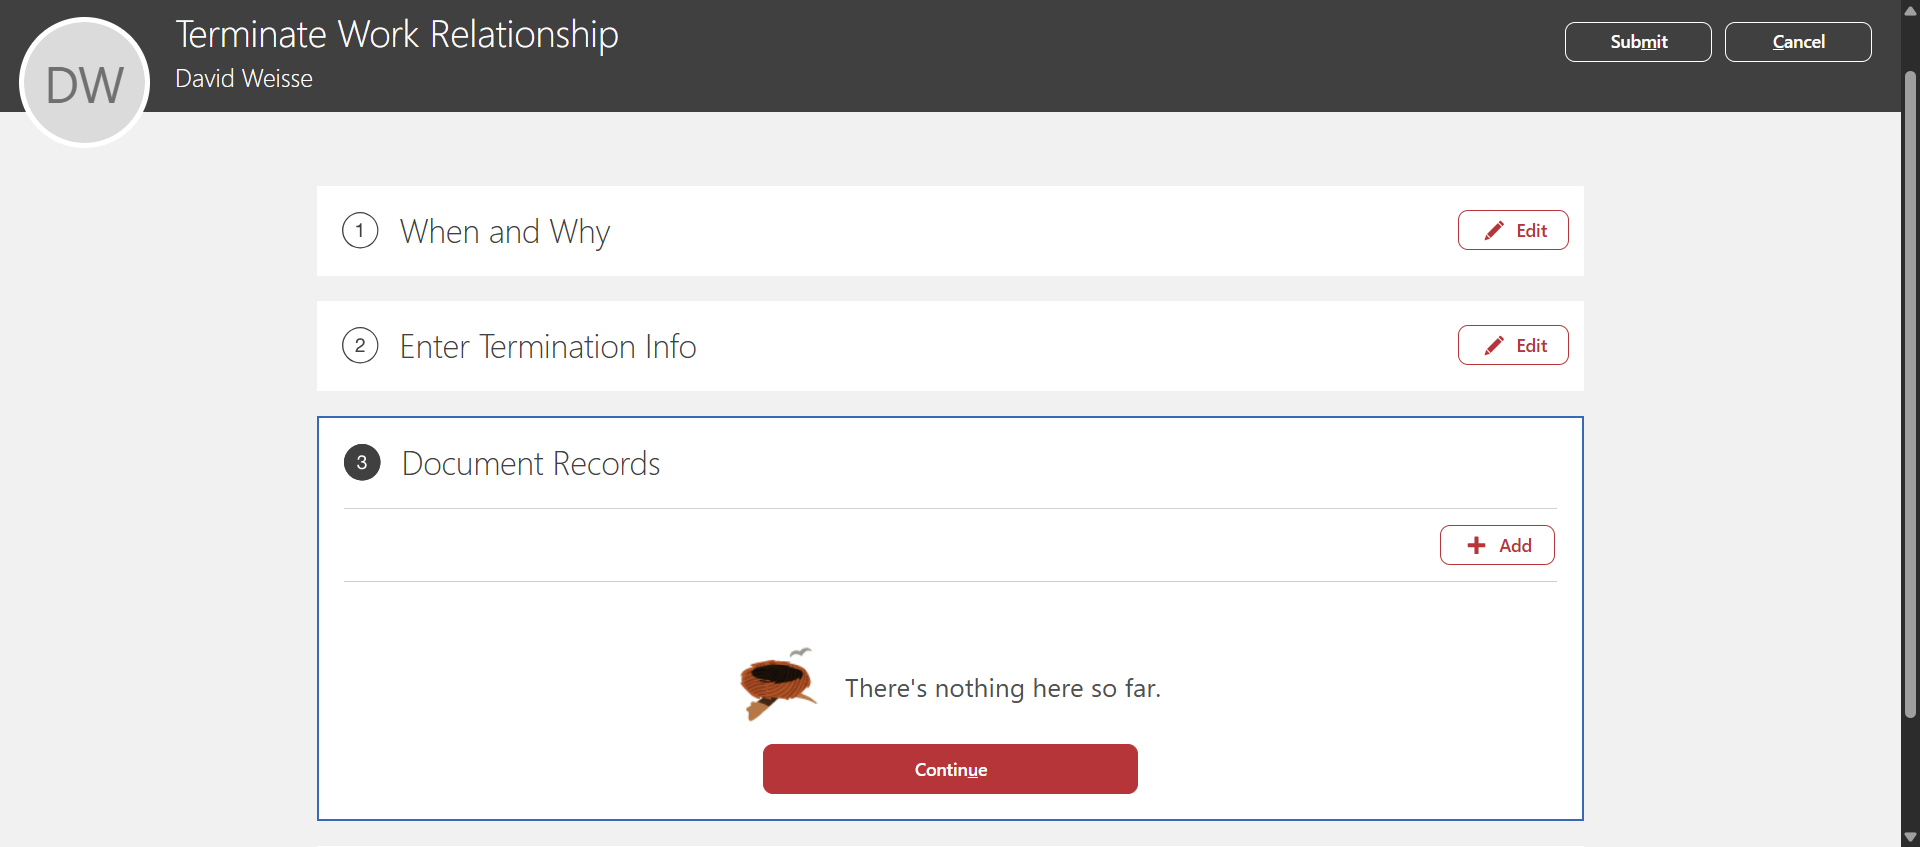 DW
Terminate Work Relationship
David Weisse
Submit
Cancel
1
When and Why
Edit
2
Enter Termination Info
Edit
3
Document Records
Add
There's nothing here so far.
Continue